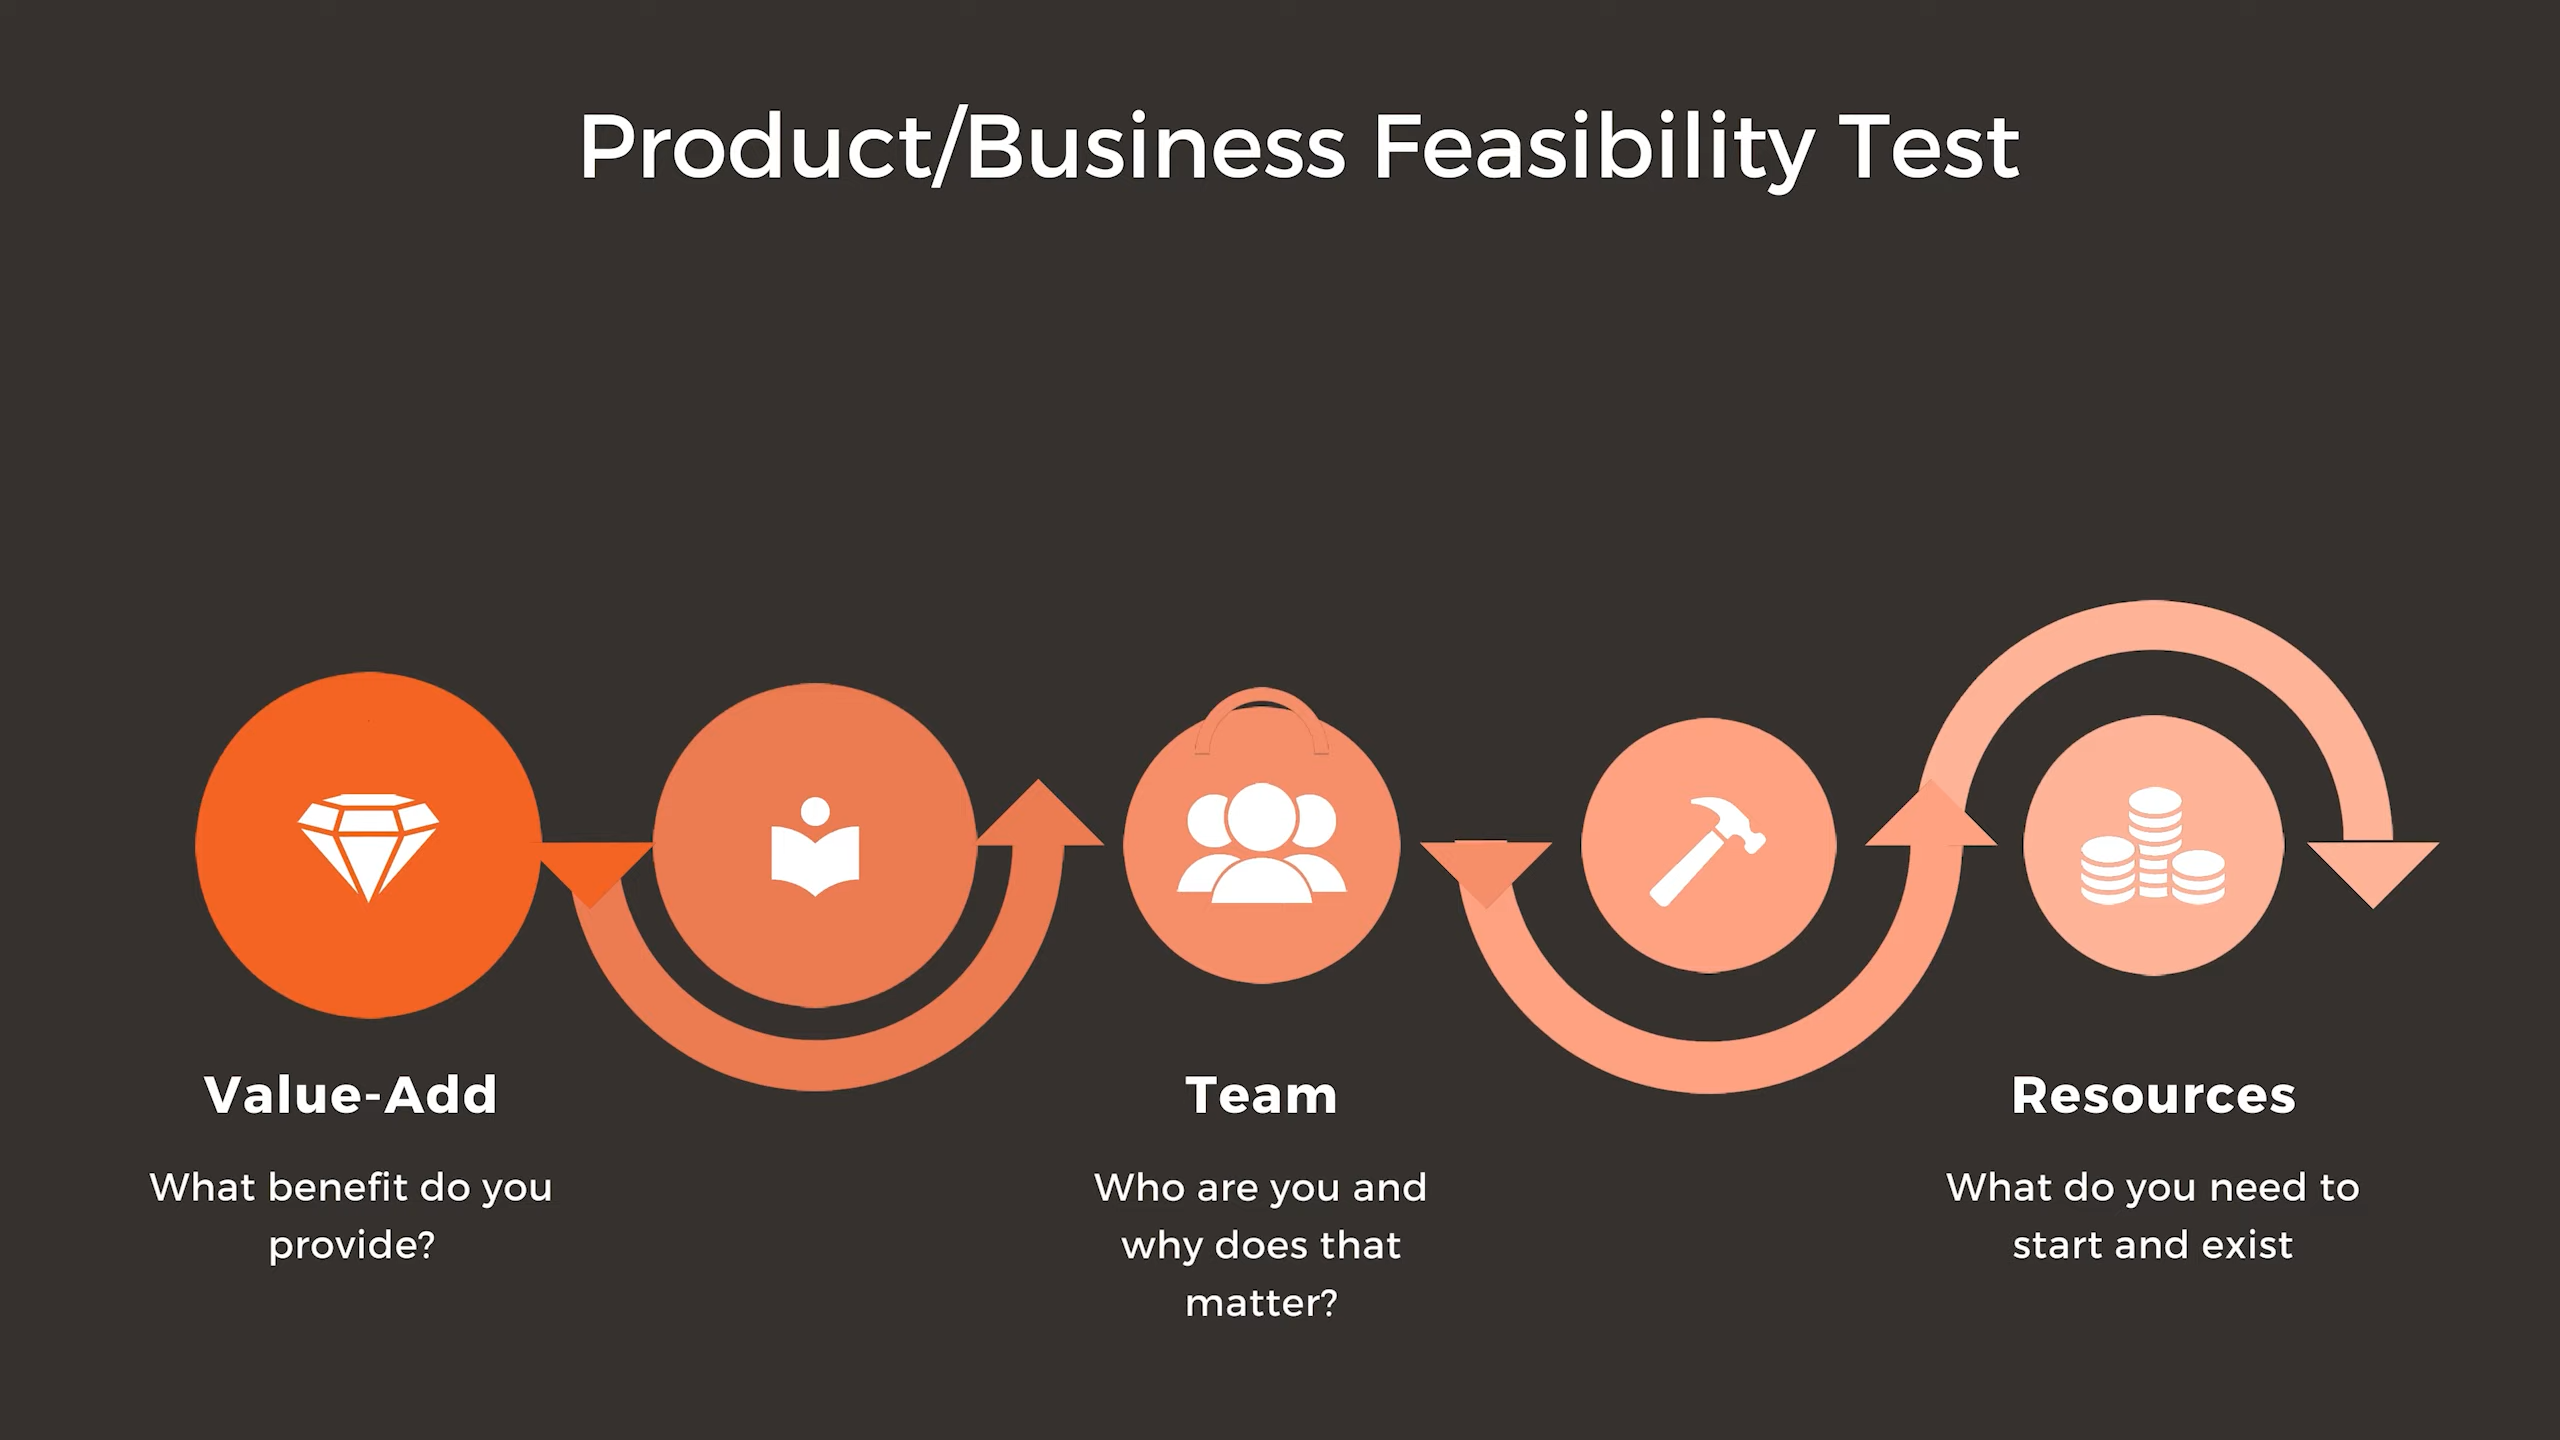 Product/Business Feasibility Test
Value-Add
What benefit do you
provide?
Team
Who are you and
why does that
matter?
Resources
What do you need to
start and exist